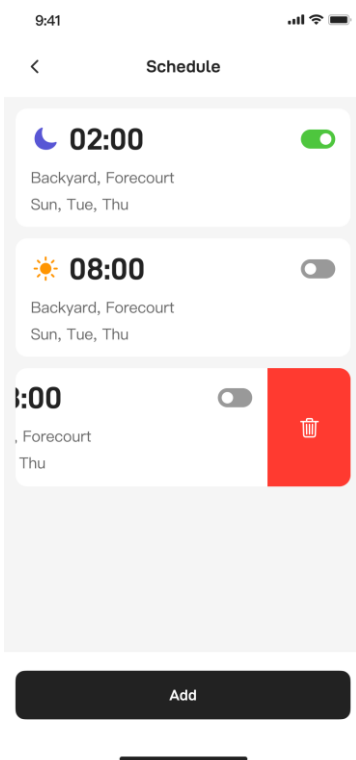 9:41
Schedule
02:00
Backyard, Forecourt
Sun, Tue, Thu
08:00
Backyard, Forecourt
Sun, Tue, Thu
:00
, Forecourt
Thu
Add